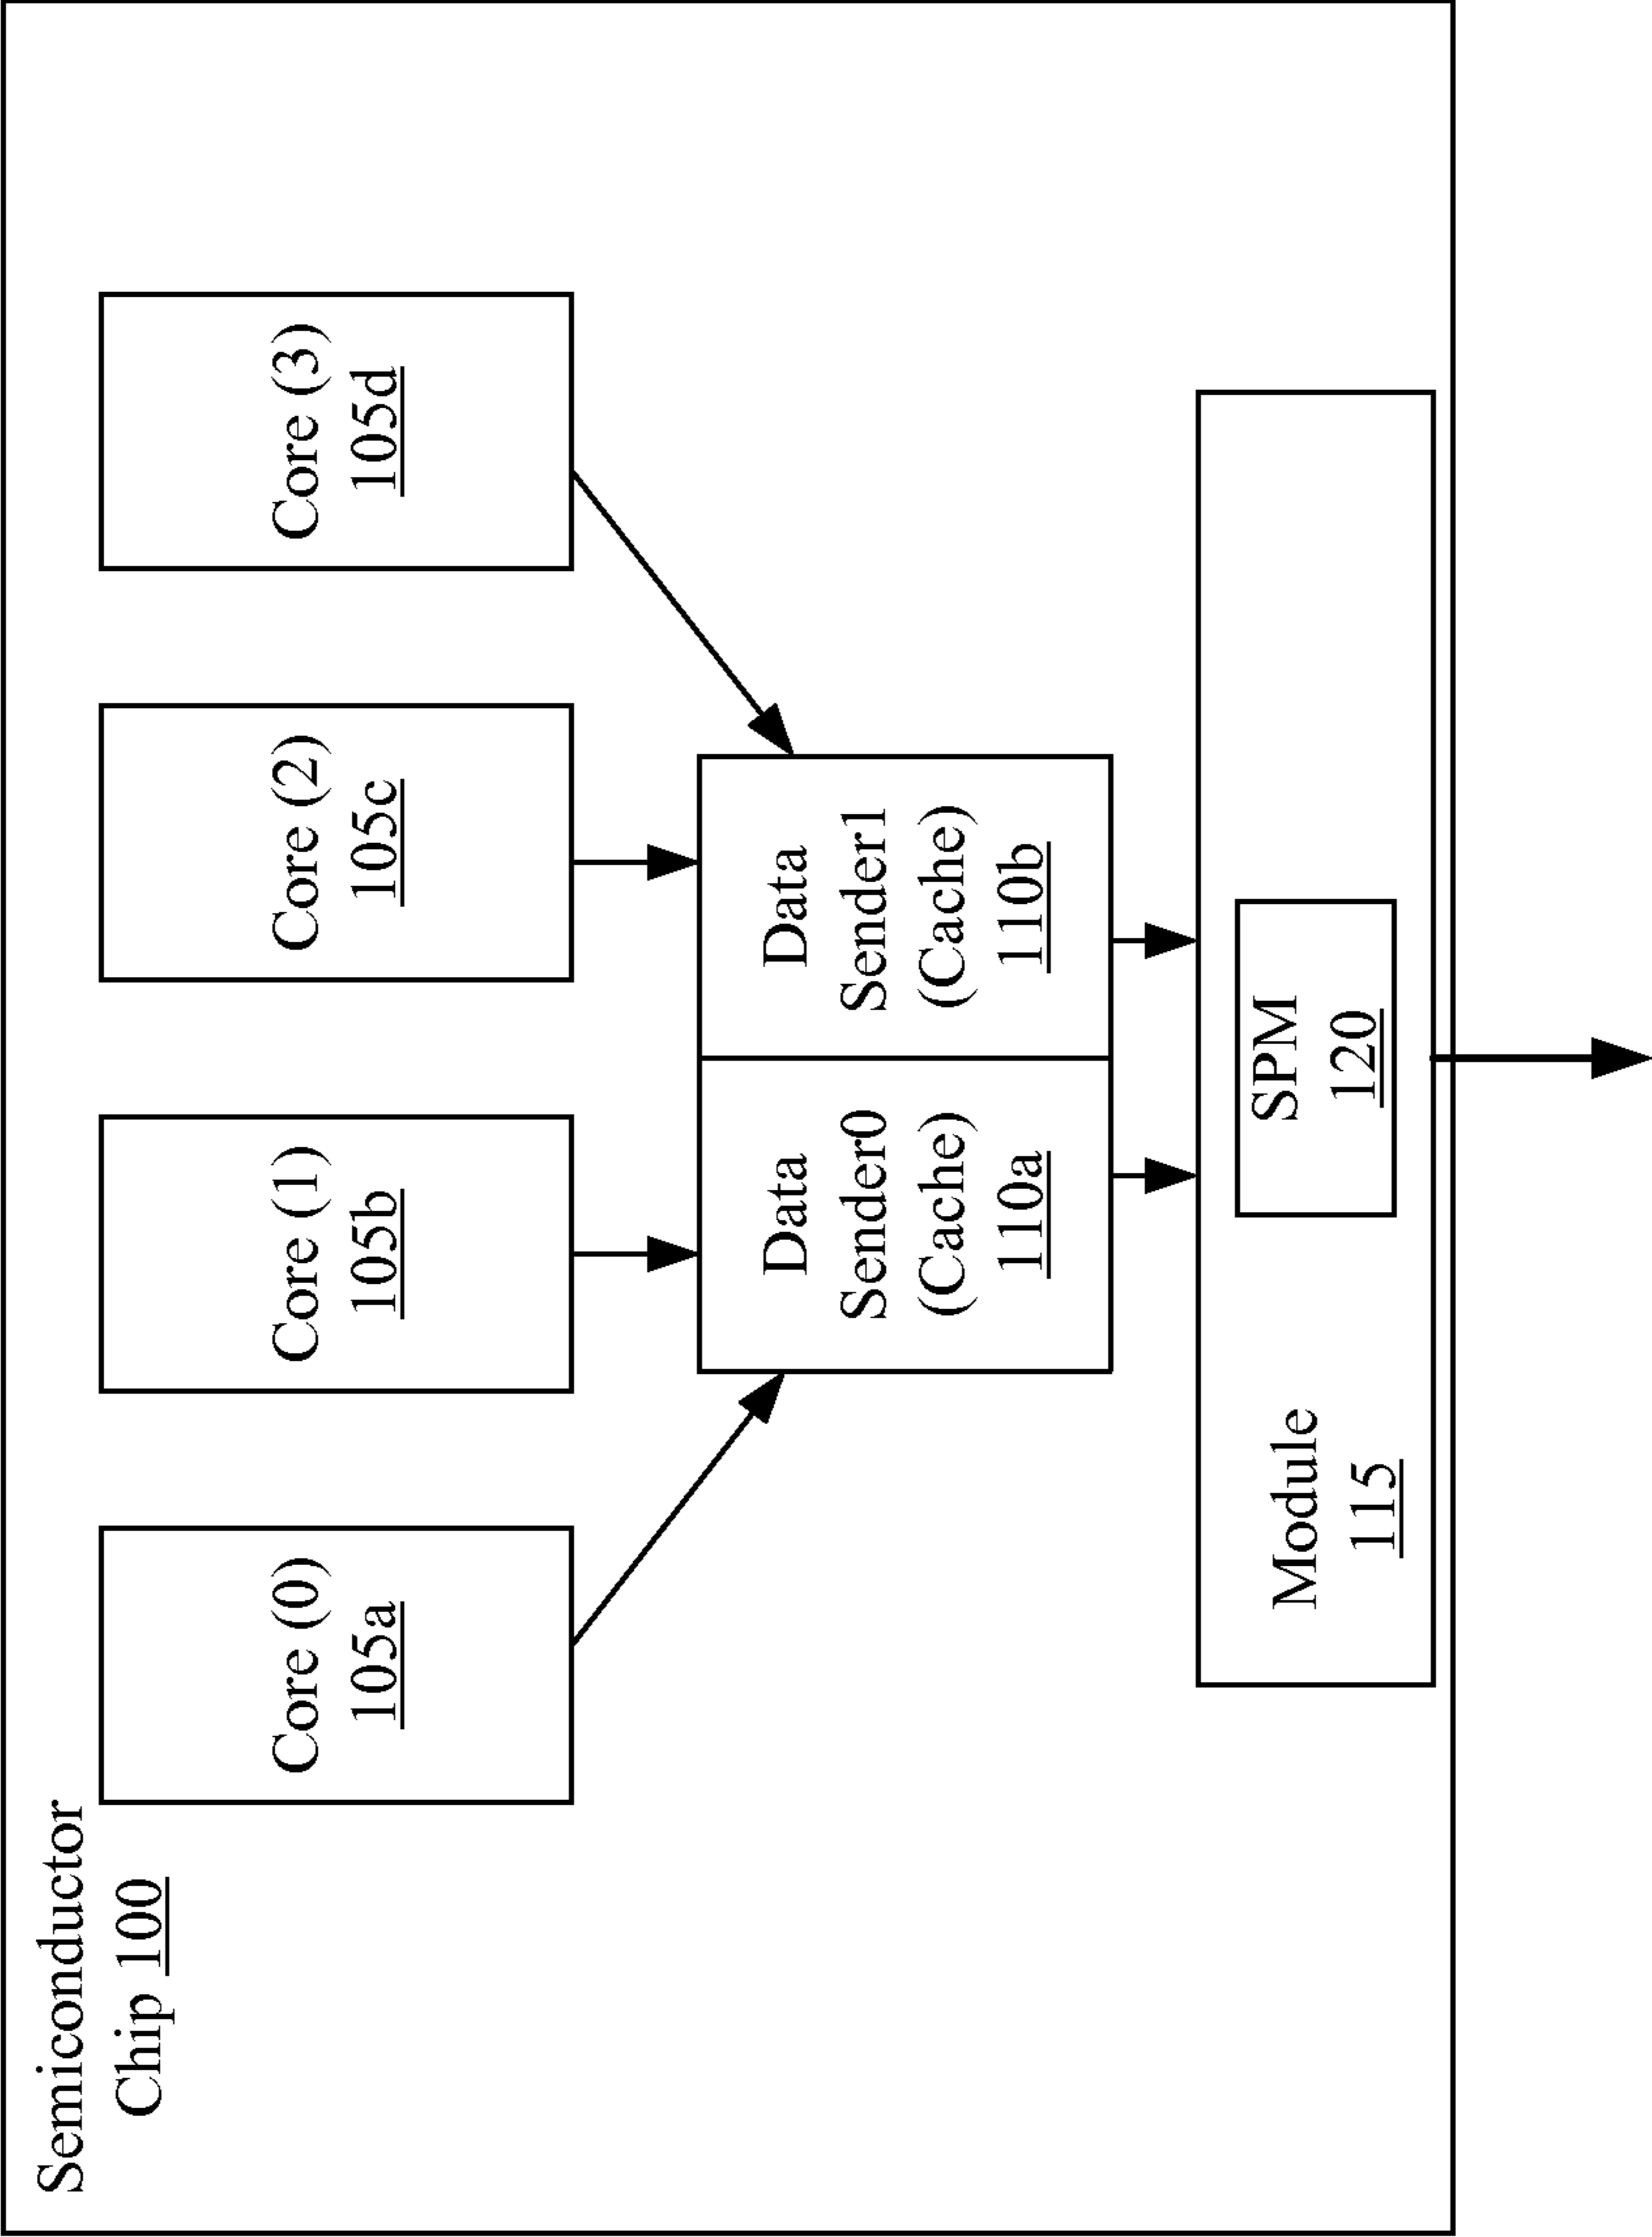 Semiconductor
Chip 100
Core (0)
105a
Core (1)
105b
Core (2)
105c
Core (3)
105d
Data
Sender0
(Cache)
110a
Data
Sender1
(Cache)
110b
Module
115
SPM
120